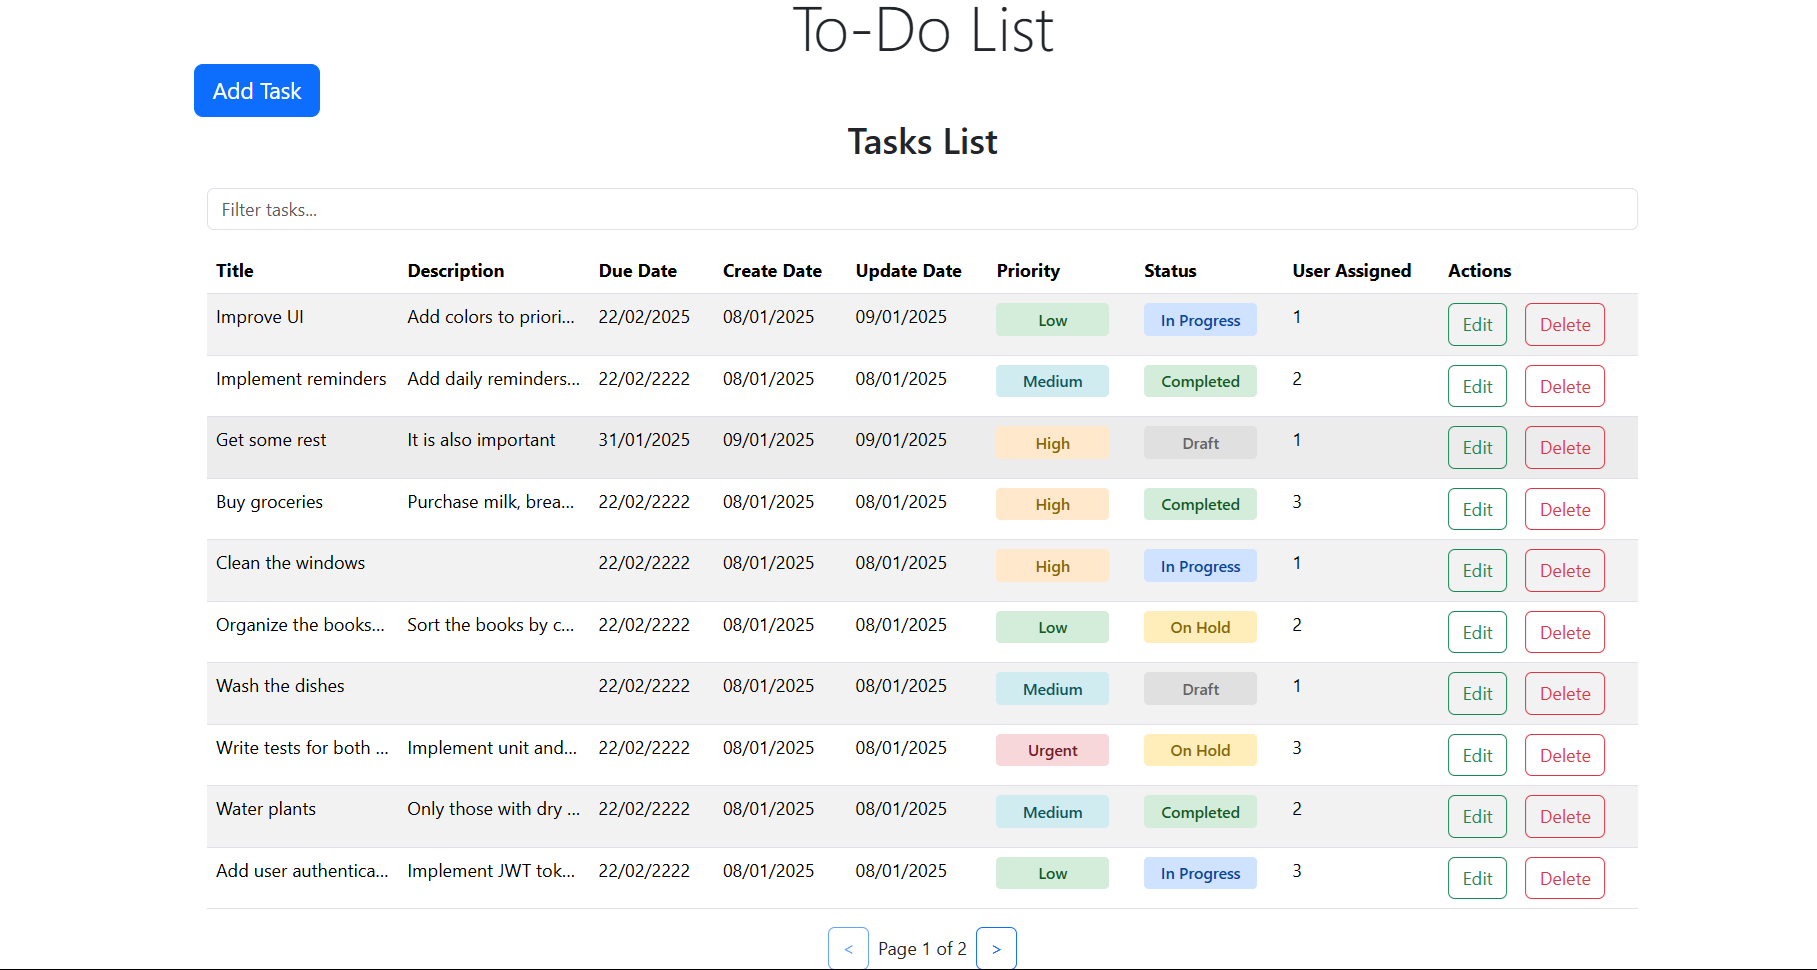 To-Do List
Add Task
Tasks List
Filter tasks...
Title Description Due Date Create Date Update Date Priority Status User Assigned Actions
Improve UI Add colors to priori... 22/02/2025 08/01/2025 09/01/2025 Low In Progress 1 Edit Delete
Implement reminders Add daily reminders... 22/02/2222 08/01/2025 08/01/2025 Medium Completed 2 Edit Delete
Get some rest It is also important 31/01/2025 09/01/2025 09/01/2025 High Draft 1 Edit Delete
Buy groceries Purchase milk, brea... 22/02/2222 08/01/2025 08/01/2025 High Completed 3 Edit Delete
Clean the windows 22/02/2222 08/01/2025 08/01/2025 High In Progress 1 Edit Delete
Organize the books... Sort the books by c... 22/02/2222 08/01/2025 08/01/2025 Low On Hold 2 Edit Delete
Wash the dishes 22/02/2222 08/01/2025 08/01/2025 Medium Draft 1 Edit Delete
Write tests for both ... Implement unit and... 22/02/2222 08/01/2025 08/01/2025 Urgent On Hold 3 Edit Delete
Water plants Only those with dry ... 22/02/2222 08/01/2025 08/01/2025 Medium Completed 2 Edit Delete
Add user authentica... Implement JWT tok... 22/02/2222 08/01/2025 08/01/2025 Low In Progress 3 Edit Delete
< Page 1 of 2 >